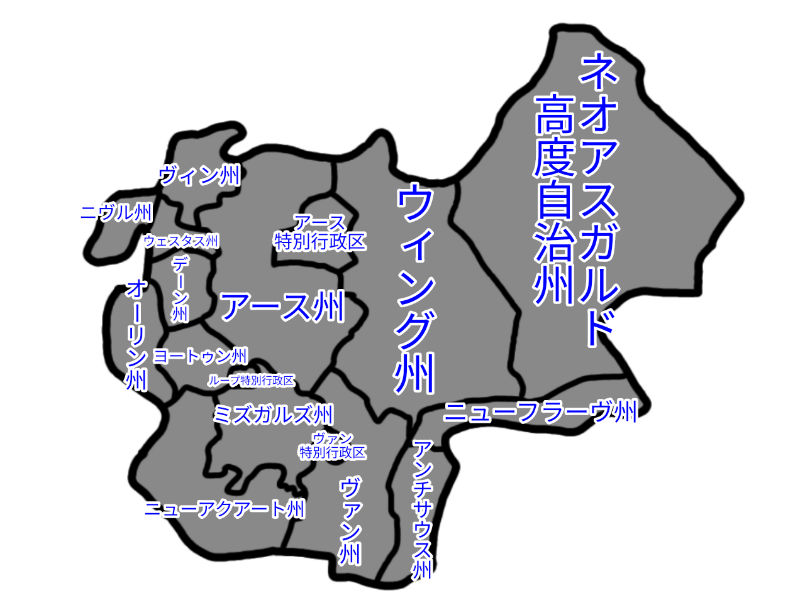 ネオアスガルド
高度自治州
ヴィン州
ニヴル州
ウィング州
アース
特別行政区
ウェスタス州
デーン州
オーリン州
アース州
ヨートゥン州
ループ特別行政区
ミズガルズ州
ニューフラーヴ州
ヴァン
特別行政区
アンチサウス州
ヴァン州
ニューアクアート州